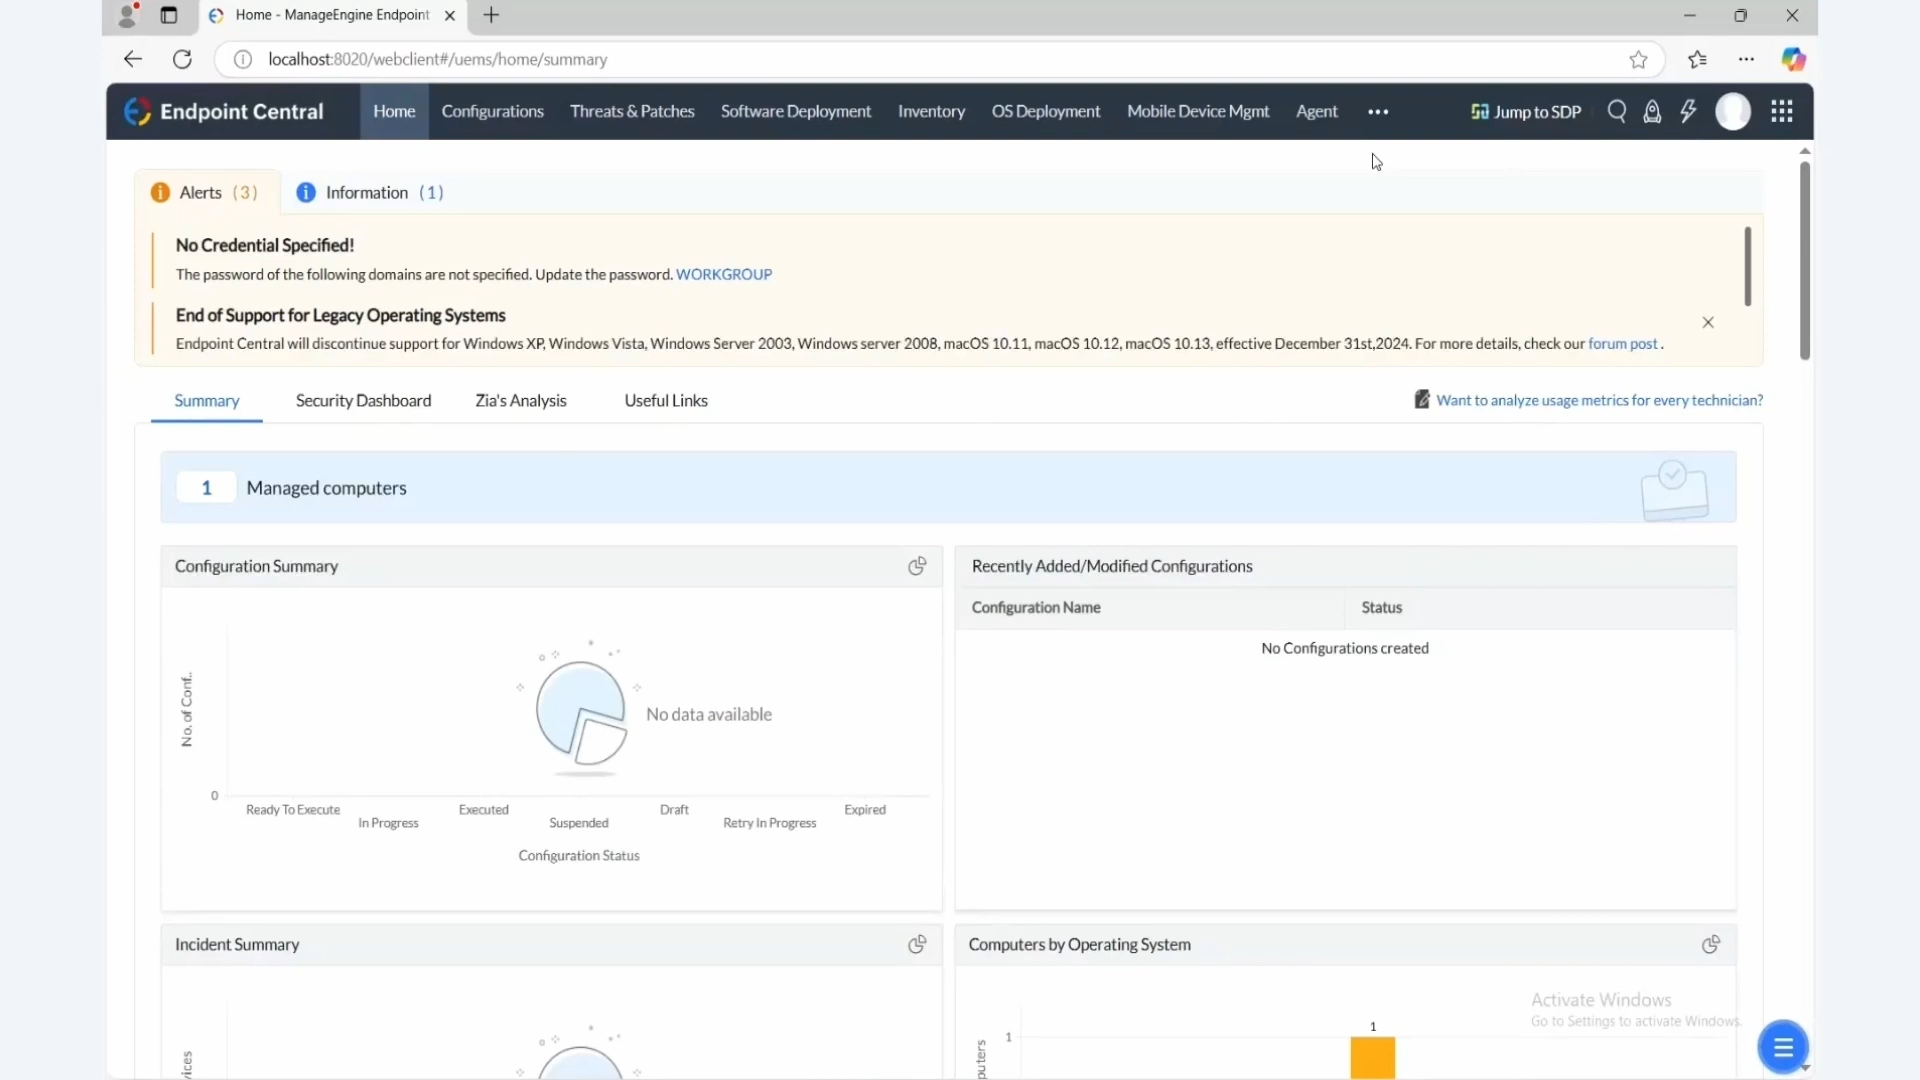 Home - ManageEngine Endpoint
localhost:8020/webclient#/uems/home/summary
Endpoint Central
Home
Configurations
Threats & Patches
Software Deployment
Inventory
OS Deployment
Mobile Device Mgmt
Agent
Jump to SDP
Alerts (3)
Information (1)
No Credential Specified!
The password of the following domains are not specified. Update the password. WORKGROUP
End of Support for Legacy Operating Systems
Endpoint Central will discontinue support for Windows XP, Windows Vista, Windows Server 2003, Windows server 2008, macOS 10.11, macOS 10.12, macOS 10.13, effective December 31st,2024. For more details, check our forum post .
Summary
Security Dashboard
Zia's Analysis
Useful Links
Want to analyze usage metrics for every technician?
1 Managed computers
Configuration Summary
No. of Conf..
No data available
0
Ready To Execute
In Progress
Executed
Suspended
Draft
Retry In Progress
Expired
Configuration Status
Recently Added/Modified Configurations
Configuration Name
Status
No Configurations created
Incident Summary
vices
Computers by Operating System
1
1
puters
Activate Windows
Go to Settings to activate Windows.